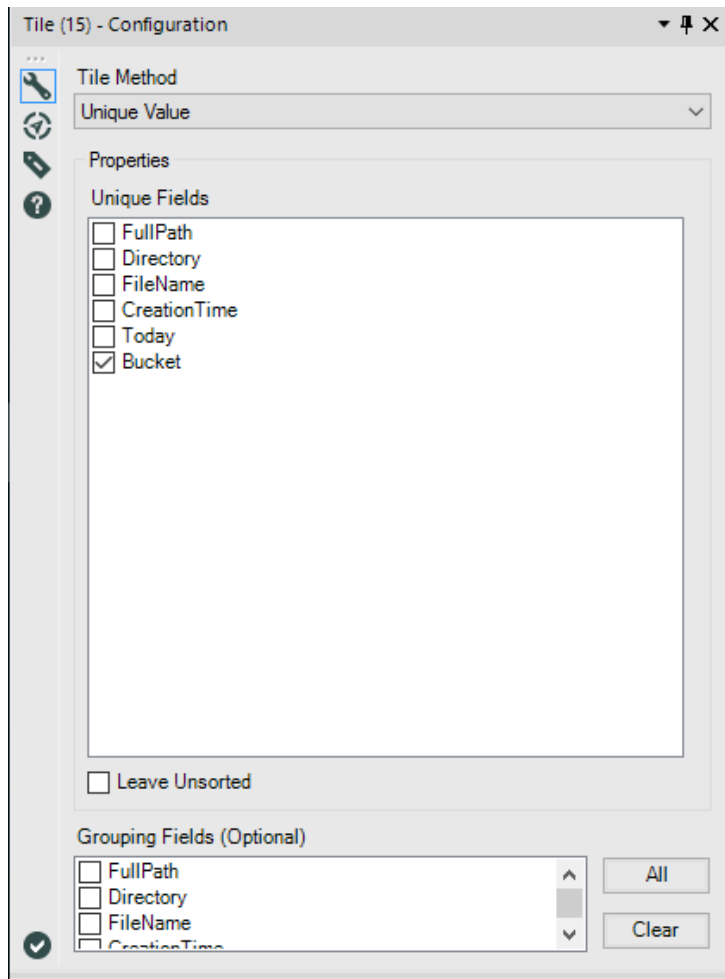 Tile (15) - Configuration
Tile Method
Unique Value
Properties
Unique Fields
FullPath
Directory
FileName
CreationTime
Today
Bucket
Leave Unsorted
Grouping Fields (Optional)
FullPath
All
Directory
FileName
Clear
CreationTime